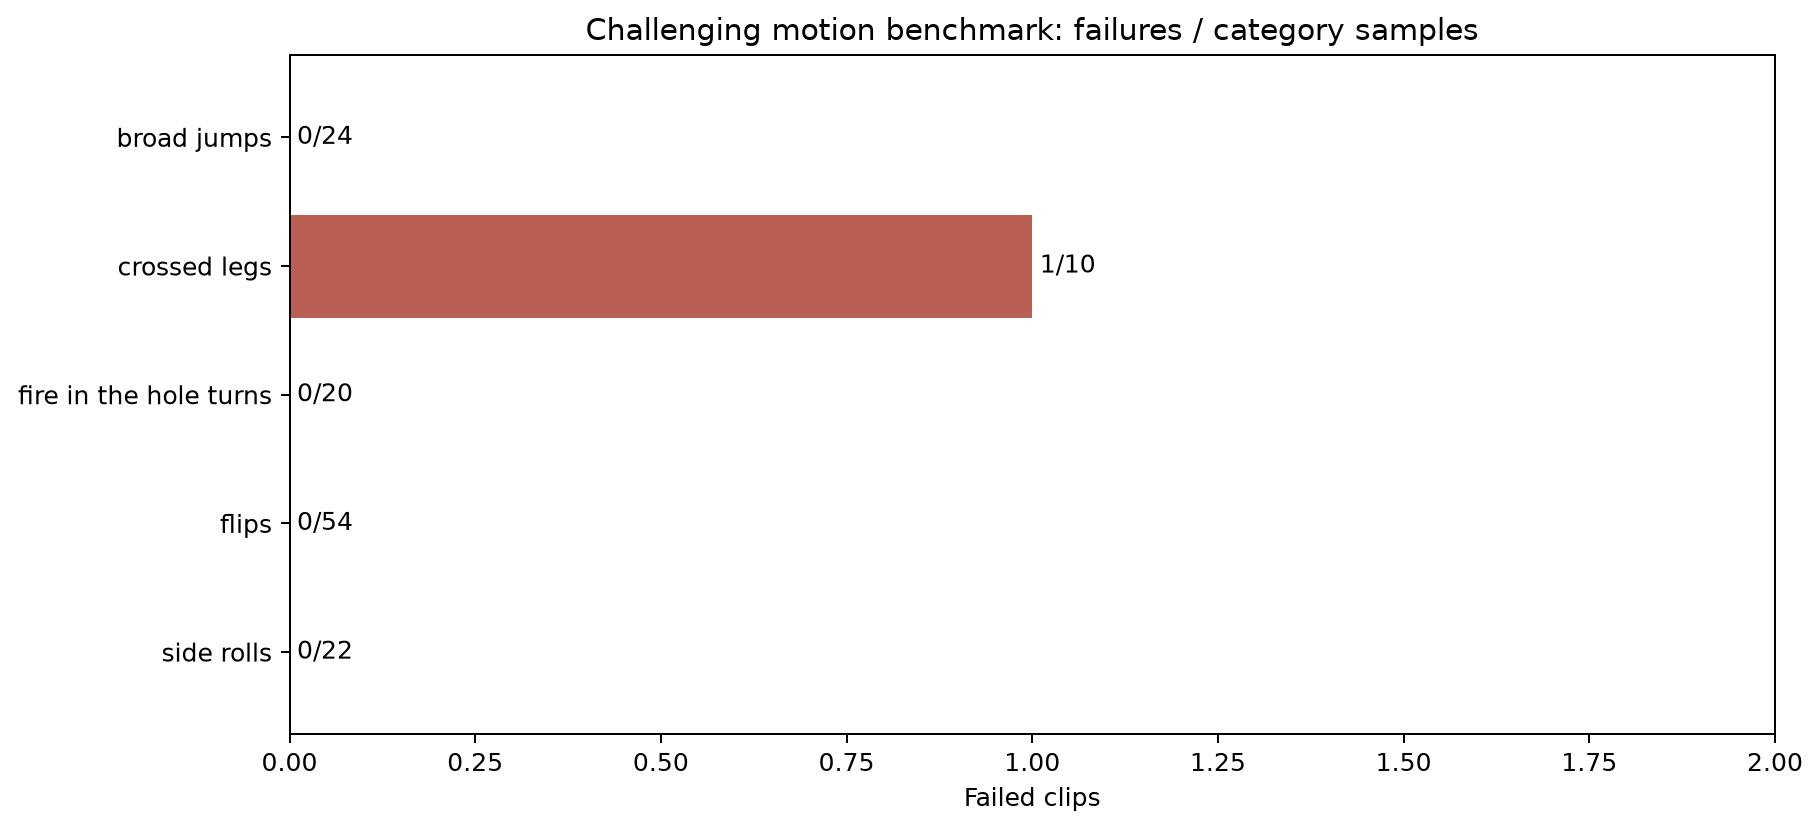 Challenging motion benchmark: failures / category samples
broad jumps 0/24
crossed legs 1/10
fire in the hole turns 0/20
flips 0/54
side rolls 0/22
0.00 0.25 0.50 0.75 1.00 1.25 1.50 1.75 2.00
Failed clips